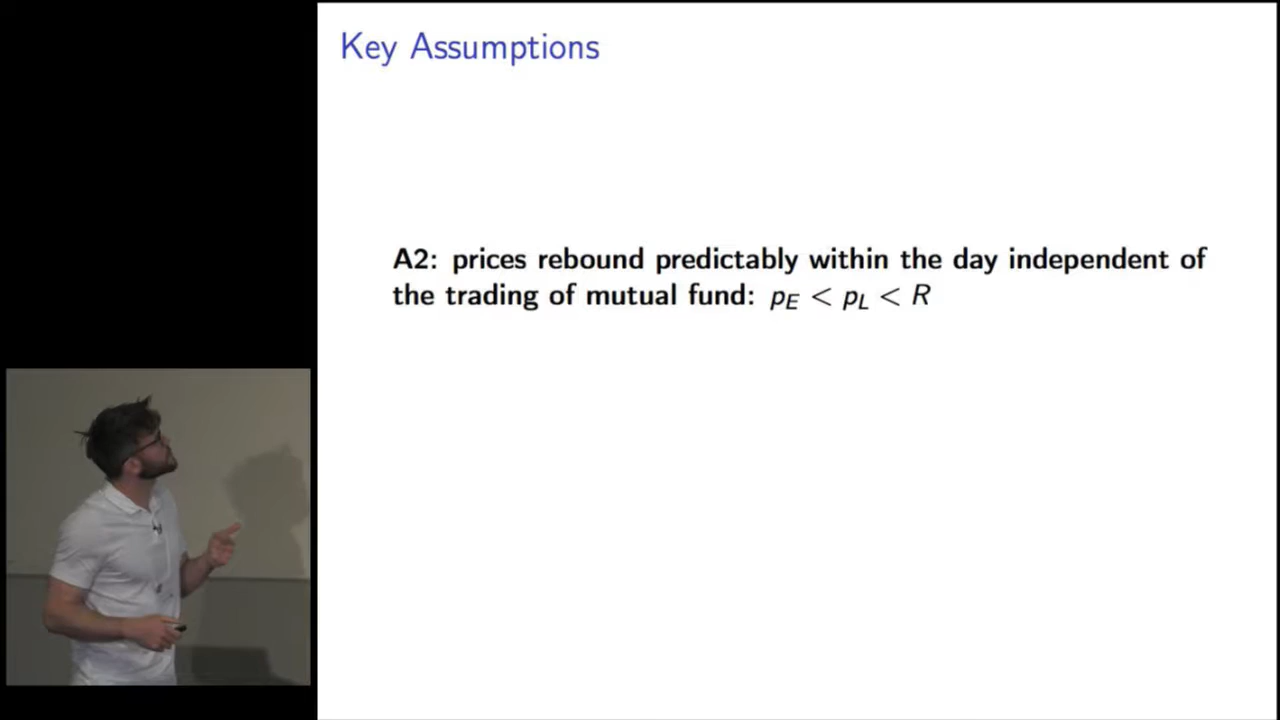 Key Assumptions
A2: prices rebound predictably within the day independent of
the trading of mutual fund: p_E < p_L < R